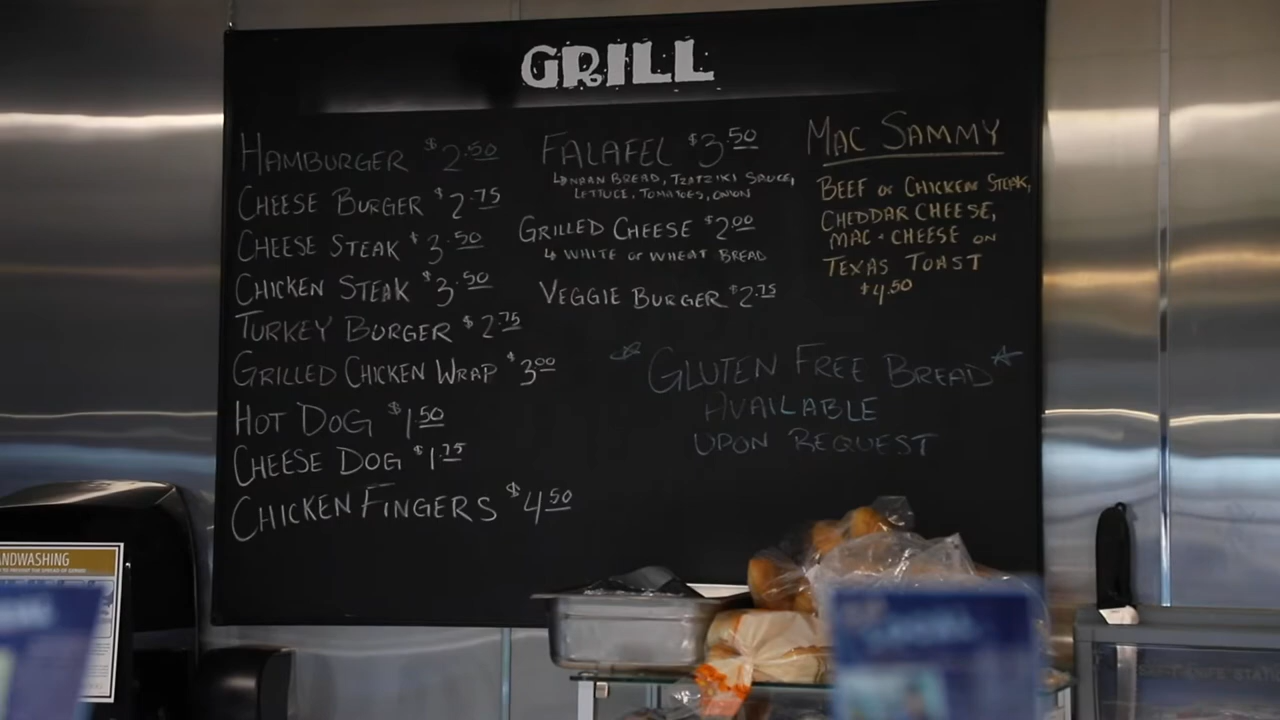 GRILL
HAMBURGER $2.50
CHEESE BURGER $2.75
CHEESE STEAK $3.50
CHICKEN STEAK $3.50
TURKEY BURGER $2.75
GRILLED CHICKEN WRAP $3.00
HOT DOG $1.50
CHEESE DOG $1.75
CHICKEN FINGERS $4.50
FALAFEL $3.50
NAAN BREAD, TZATZIKI SAUCE,
LETTUCE, TOMATOES, ONION
GRILLED CHEESE $2.00
WHITE or WHEAT BREAD
VEGGIE BURGER $2.75
MAC SAMMY
BEEF or CHICKEN STEAK,
CHEDDAR CHEESE,
MAC + CHEESE ON
TEXAS TOAST
$4.50
GLUTEN FREE BREAD
AVAILABLE
UPON REQUEST
ANDWASHING